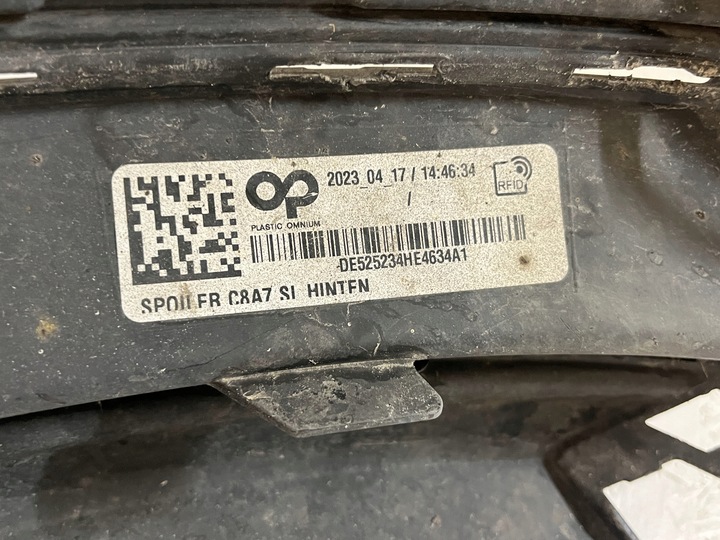 OP
PLASTIC OMNIUM
2023_04_17 / 14:46:34
/
RFID
DE525234HE4634A1
SPOILER C8A7 SL HINTEN